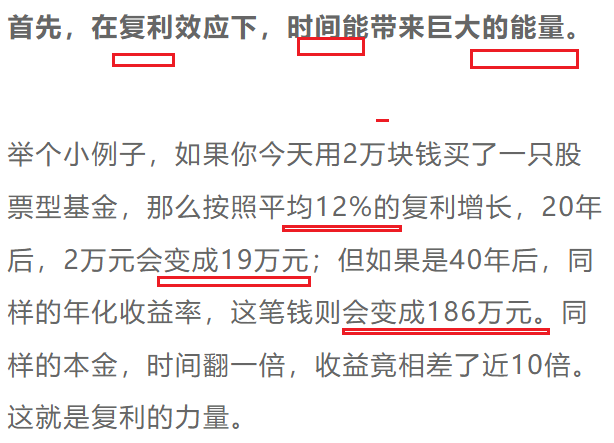 首先，在复利效应下，时间能带来巨大的能量。
举个小例子，如果你今天用2万块钱买了一只股
票型基金，那么按照平均12%的复利增长，20年
后，2万元会变成19万元；但如果是40年后，同
样的年化收益率，这笔钱则会变成186万元。同
样的本金，时间翻一倍，收益竟相差了近10倍。
这就是复利的力量。